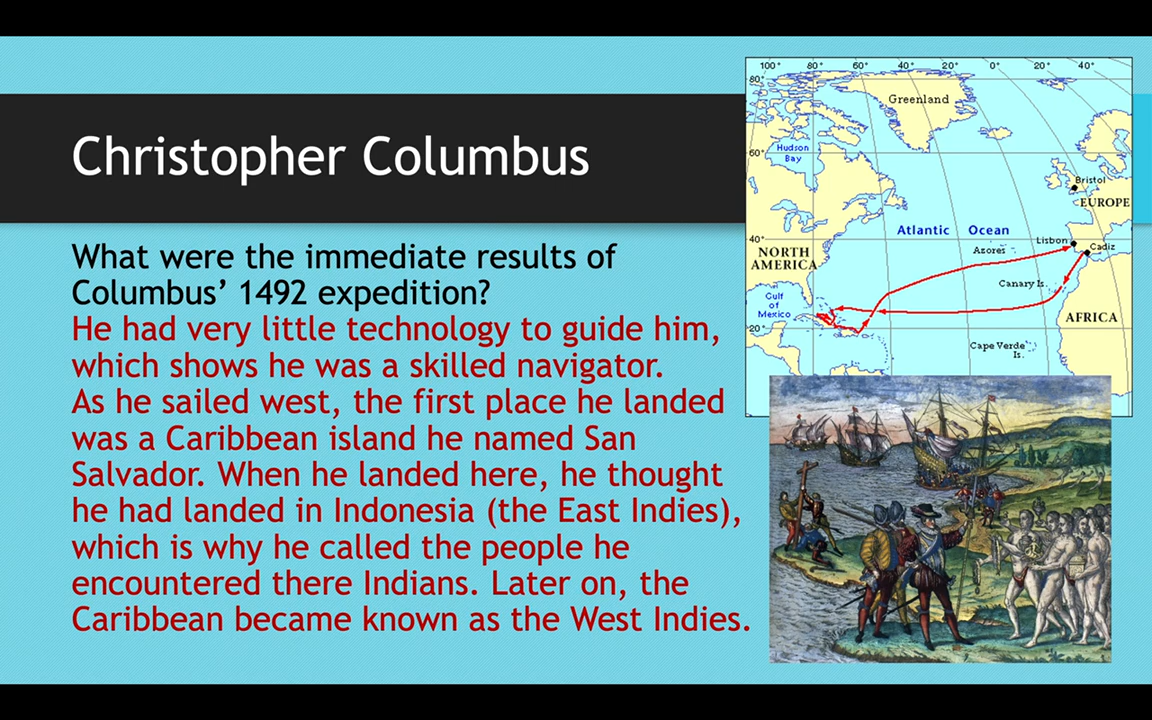 Christopher Columbus
What were the immediate results of
Columbus’ 1492 expedition?
He had very little technology to guide him,
which shows he was a skilled navigator.
As he sailed west, the first place he landed
was a Caribbean island he named San
Salvador. When he landed here, he thought
he had landed in Indonesia (the East Indies),
which is why he called the people he
encountered there Indians. Later on, the
Caribbean became known as the West Indies.
100° 80° 60° 40° 20° 0° 20° 40°
80°
Greenland
Hudson
Bay
60°
Bristol
EUROPE
Atlantic Ocean
40°
Lisbon
Cadiz
Azores
NORTH
AMERICA
Canary Is.
Gulf
of
Mexico
AFRICA
20°
Cape Verde
Is.